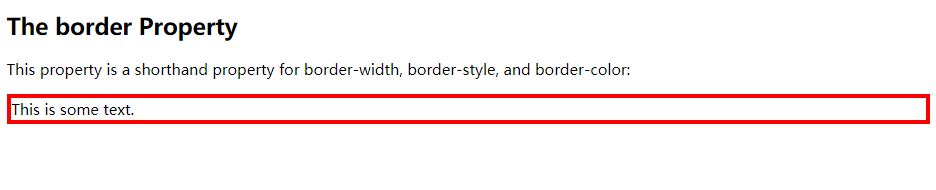 The border Property
This property is a shorthand property for border-width, border-style, and border-color:
This is some text.